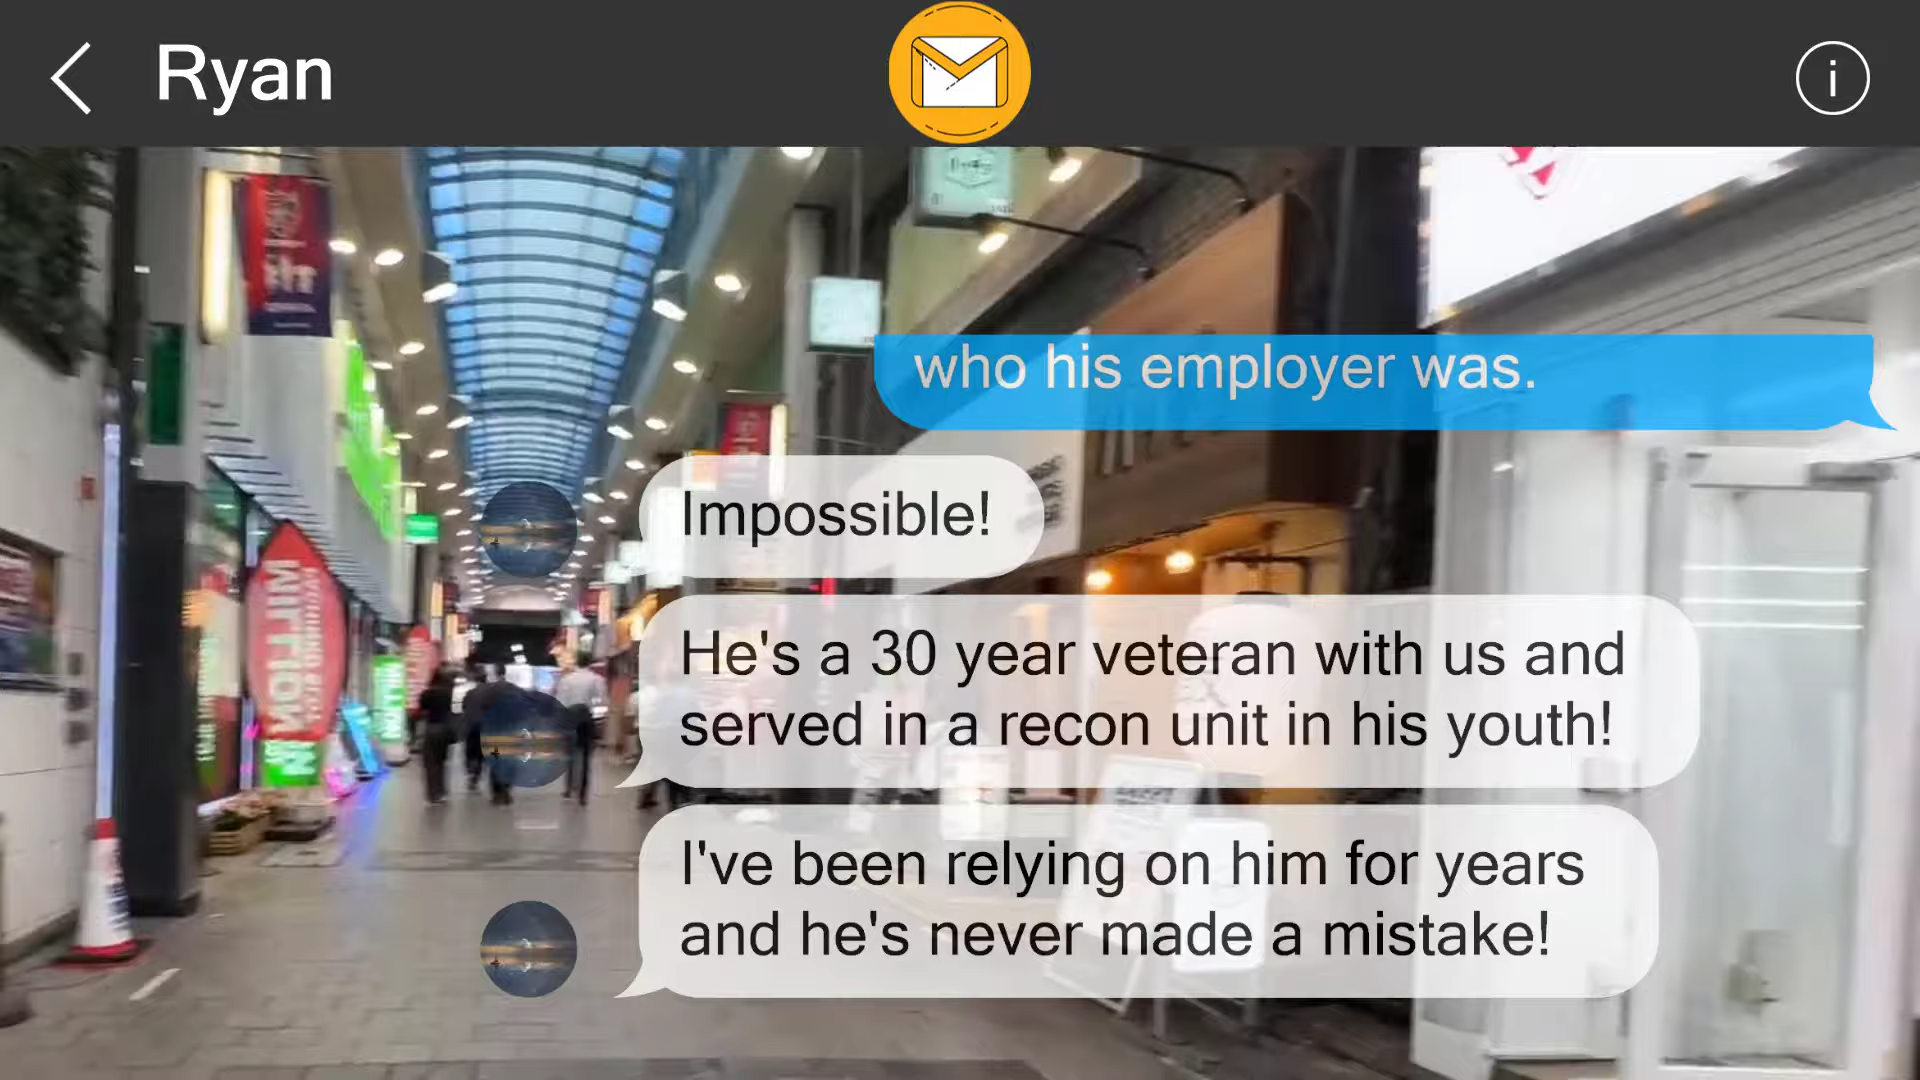 Ryan
who his employer was.
Impossible!
He's a 30 year veteran with us and
served in a recon unit in his youth!
I've been relying on him for years
and he's never made a mistake!
MILLION